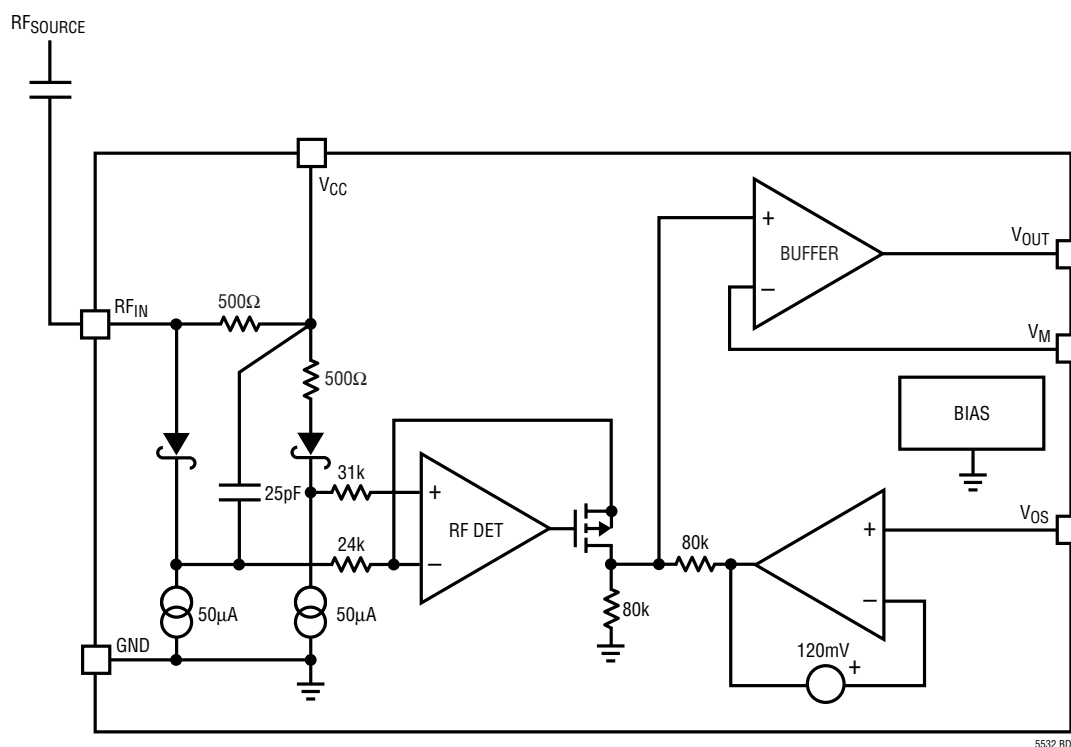 RFSOURCE
VCC
RFIN
500Ω
500Ω
25pF
31k
24k
+
–
RF DET
50µA
50µA
GND
80k
80k
+
–
BUFFER
VOUT
VM
BIAS
VOS
+
–
120mV
+
5532 BD